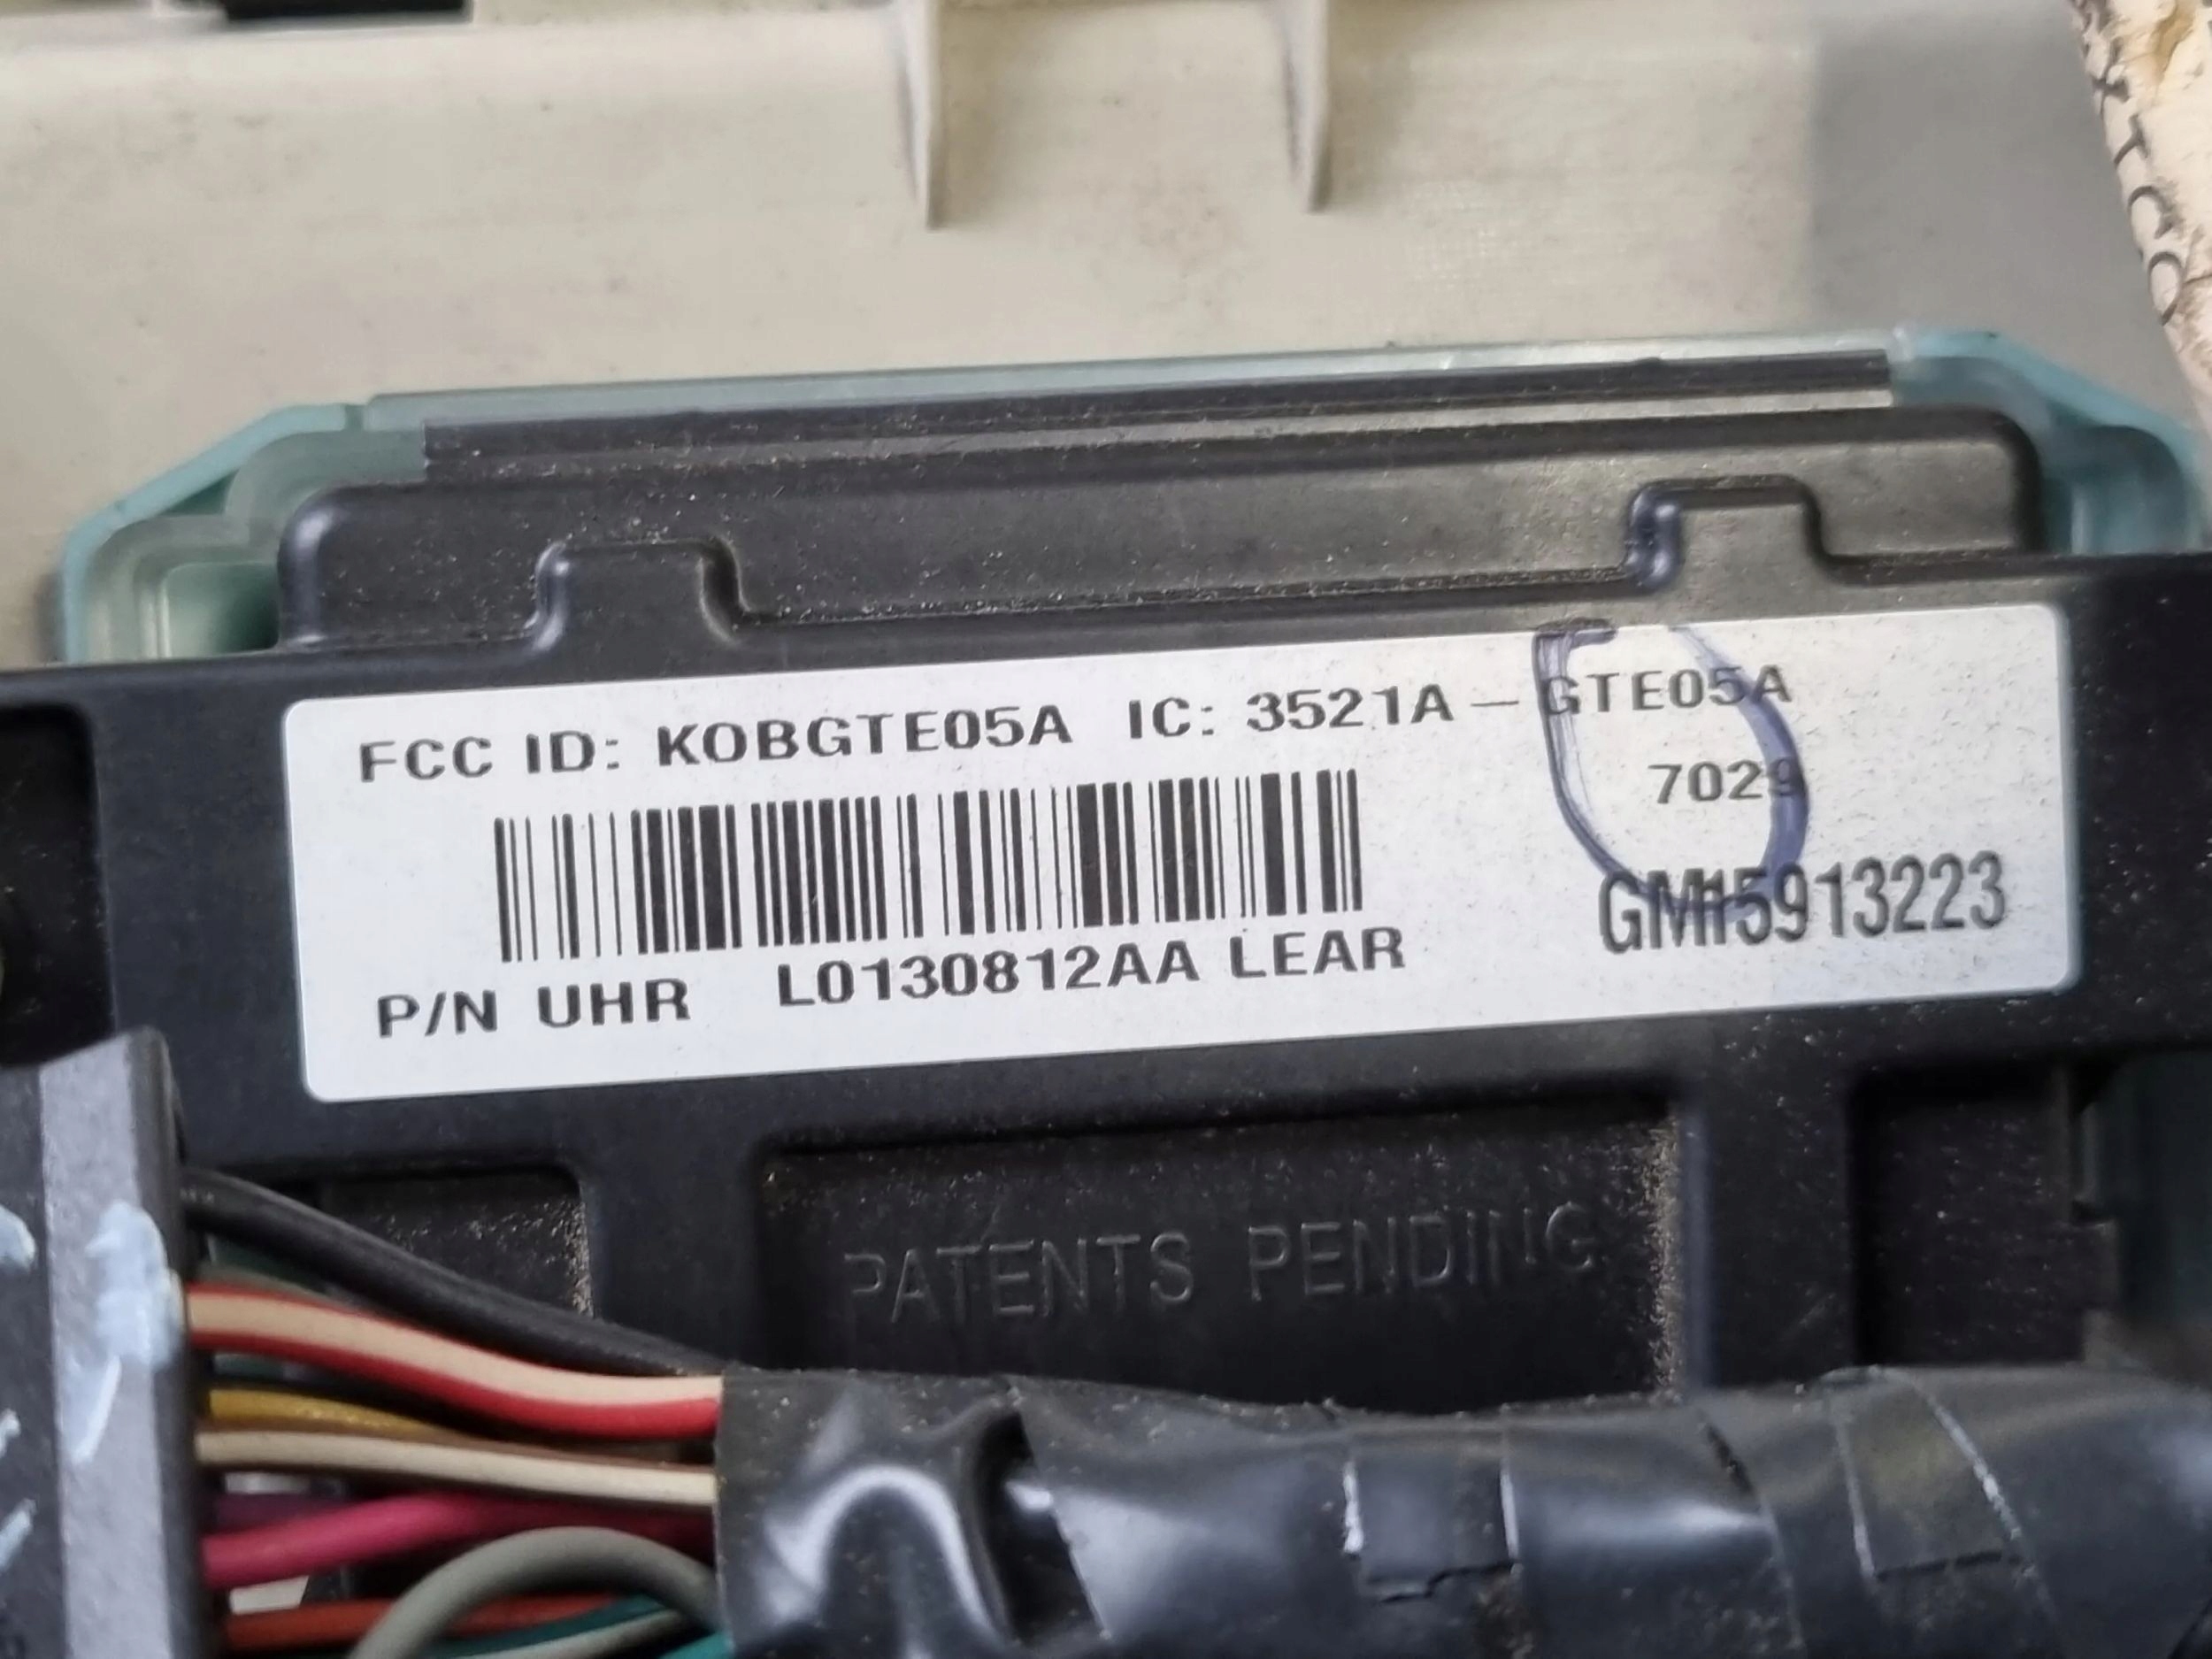 FCC ID: KOBGTE05A IC: 3521A-GTE05A
7029
GM15913223
P/N UHR L0130812AA LEAR
PATENTS PENDING